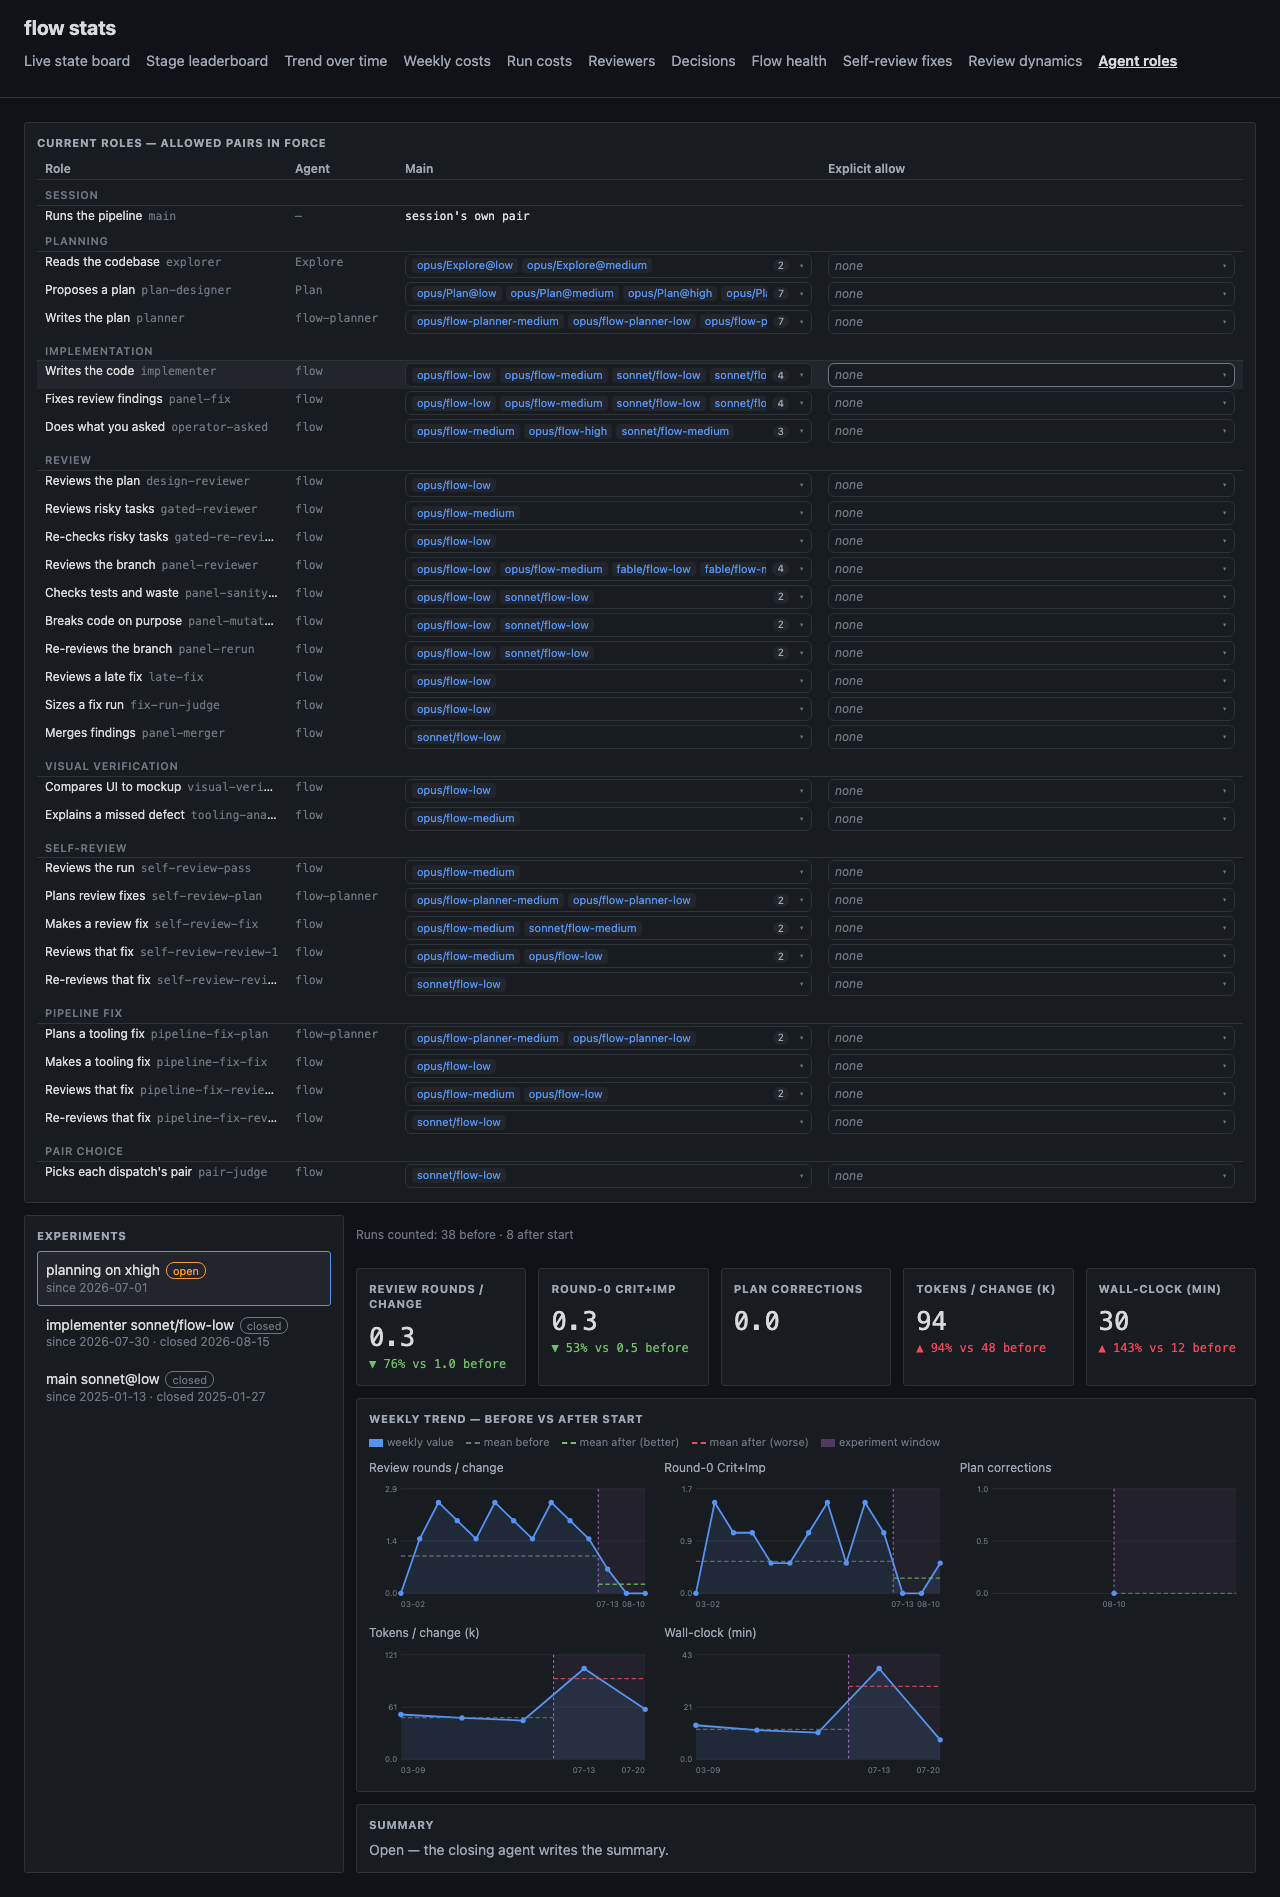 flow stats
Live state board Stage leaderboard Trend over time Weekly costs Run costs Reviewers Decisions Flow health Self-review fixes Review dynamics Agent roles
CURRENT ROLES — ALLOWED PAIRS IN FORCE
Role Agent Main Explicit allow
SESSION
Runs the pipeline main — session's own pair
PLANNING
Reads the codebase explorer Explore opus/Explore@low opus/Explore@medium 2 none
Proposes a plan plan-designer Plan opus/Plan@low opus/Plan@medium opus/Plan@high opus/Pl 7 none
Writes the plan planner flow-planner opus/flow-planner-medium opus/flow-planner-low opus/flow-p 7 none
IMPLEMENTATION
Writes the code implementer flow opus/flow-low opus/flow-medium sonnet/flow-low sonnet/flo 4 none
Fixes review findings panel-fix flow opus/flow-low opus/flow-medium sonnet/flow-low sonnet/flo 4 none
Does what you asked operator-asked flow opus/flow-medium opus/flow-high sonnet/flow-medium 3 none
REVIEW
Reviews the plan design-reviewer flow opus/flow-low none
Reviews risky tasks gated-reviewer flow opus/flow-medium none
Re-checks risky tasks gated-re-revi… flow opus/flow-low none
Reviews the branch panel-reviewer flow opus/flow-low opus/flow-medium fable/flow-low fable/flow-m 4 none
Checks tests and waste panel-sanity… flow opus/flow-low sonnet/flow-low 2 none
Breaks code on purpose panel-mutat… flow opus/flow-low sonnet/flow-low 2 none
Re-reviews the branch panel-rerun flow opus/flow-low sonnet/flow-low 2 none
Reviews a late fix late-fix flow opus/flow-low none
Sizes a fix run fix-run-judge flow opus/flow-low none
Merges findings panel-merger flow sonnet/flow-low none
VISUAL VERIFICATION
Compares UI to mockup visual-veri… flow opus/flow-low none
Explains a missed defect tooling-ana… flow opus/flow-medium none
SELF-REVIEW
Reviews the run self-review-pass flow opus/flow-medium none
Plans review fixes self-review-plan flow-planner opus/flow-planner-medium opus/flow-planner-low 2 none
Makes a review fix self-review-fix flow opus/flow-medium sonnet/flow-medium 2 none
Reviews that fix self-review-review-1 flow opus/flow-medium opus/flow-low 2 none
Re-reviews that fix self-review-revi… flow sonnet/flow-low none
PIPELINE FIX
Plans a tooling fix pipeline-fix-plan flow-planner opus/flow-planner-medium opus/flow-planner-low 2 none
Makes a tooling fix pipeline-fix-fix flow opus/flow-low none
Reviews that fix pipeline-fix-revie… flow opus/flow-medium opus/flow-low 2 none
Re-reviews that fix pipeline-fix-rev… flow sonnet/flow-low none
PAIR CHOICE
Picks each dispatch's pair pair-judge flow sonnet/flow-low none
EXPERIMENTS
planning on xhigh open
since 2026-07-01
implementer sonnet/flow-low closed
since 2026-07-30 · closed 2026-08-15
main sonnet@low closed
since 2025-01-13 · closed 2025-01-27
Runs counted: 38 before · 8 after start
REVIEW ROUNDS / CHANGE
0.3
▼ 76% vs 1.0 before
ROUND-0 CRIT+IMP
0.3
▼ 53% vs 0.5 before
PLAN CORRECTIONS
0.0
TOKENS / CHANGE (K)
94
▲ 94% vs 48 before
WALL-CLOCK (MIN)
30
▲ 143% vs 12 before
WEEKLY TREND — BEFORE VS AFTER START
weekly value mean before mean after (better) mean after (worse) experiment window
Review rounds / change
2.9
1.4
0.0
03-02 07-13 08-10
Round-0 Crit+Imp
1.7
0.9
0.0
03-02 07-13 08-10
Plan corrections
1.0
0.5
0.0
08-10
Tokens / change (k)
121
61
0.0
03-09 07-13 07-20
Wall-clock (min)
43
21
0.0
03-09 07-13 07-20
SUMMARY
Open — the closing agent writes the summary.